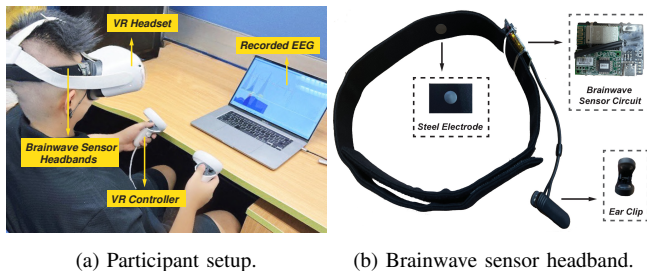 VR Headset
Recorded EEG
Brainwave Sensor
Headbands
VR Controller
Steel Electrode
Brainwave
Sensor Circuit
Ear Clip
(a) Participant setup.
(b) Brainwave sensor headband.